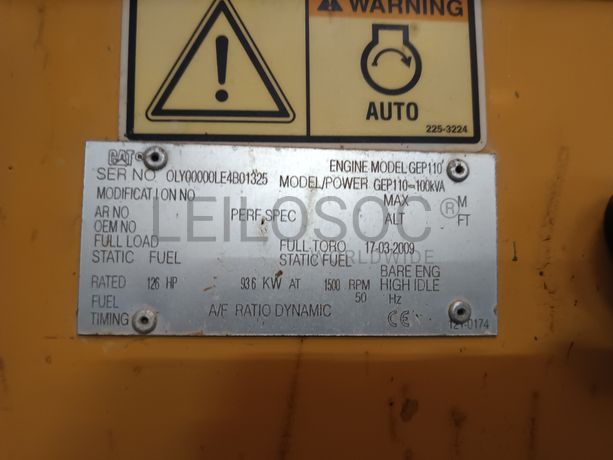 WARNING
AUTO
225-3224
CAT
ENGINE MODEL GEP110
SER NO OLY00000LE4B01325 MODEL/POWER GEP110-100kVA
MODIFICATION NO MAX M
AR NO PERF SPEC ALT FT
OEM NO
FULL LOAD FULL TORQ 17-03-2009
STATIC FUEL STATIC FUEL BARE ENG
RATED 126 HP 93.6 KW AT 1500 RPM HIGH IDLE
FUEL 50 Hz
TIMING A/F RATIO DYNAMIC CE 121-0174
LEILOSOC®
WORLDWIDE